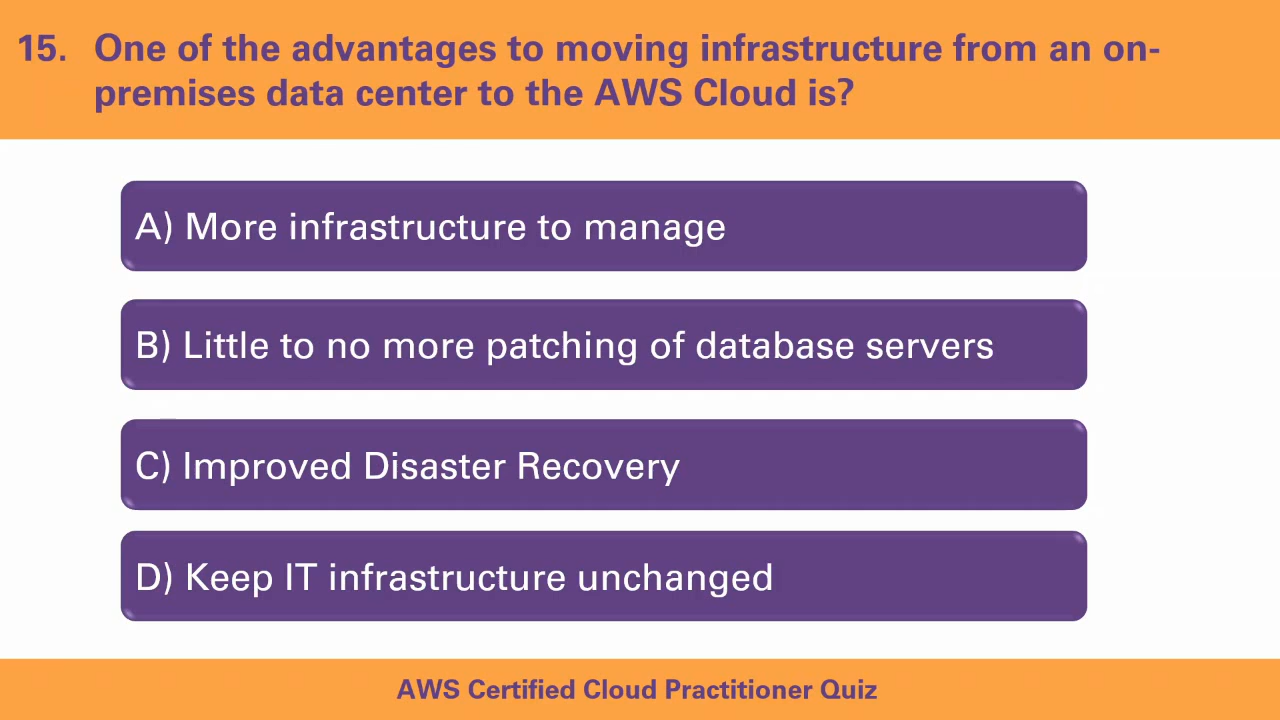 15. One of the advantages to moving infrastructure from an on-
premises data center to the AWS Cloud is?
A) More infrastructure to manage
B) Little to no more patching of database servers
C) Improved Disaster Recovery
D) Keep IT infrastructure unchanged
AWS Certified Cloud Practitioner Quiz